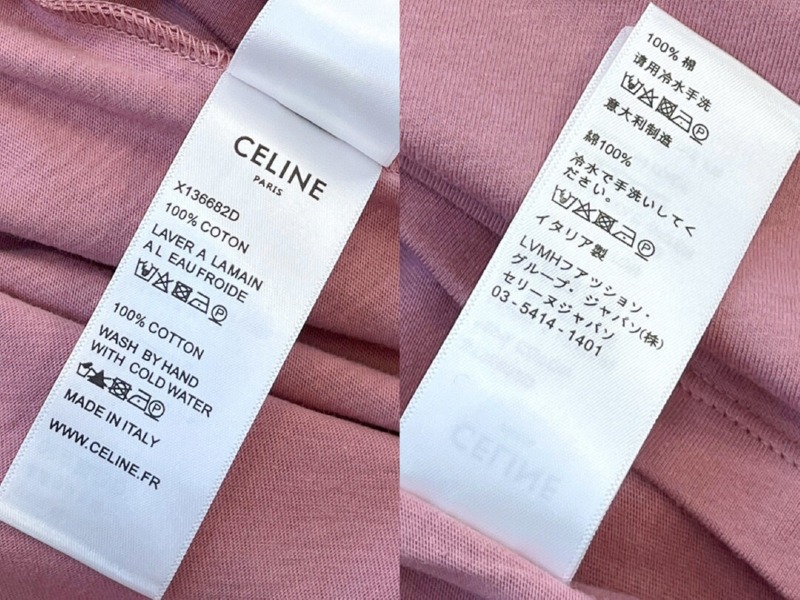 CELINE
PARIS
X136682D
100% COTON
LAVER A LA MAIN
A L EAU FROIDE
100% COTTON
WASH BY HAND
WITH COLD WATER
MADE IN ITALY
WWW.CELINE.FR
100% 棉
请用冷水手洗
意大利制造
綿100%
冷水で手洗いしてく
ださい。
イタリア製
LVMHファッション・
グループ・ジャパン(株)
セリーヌジャパン
03-5414-1401
CELINE